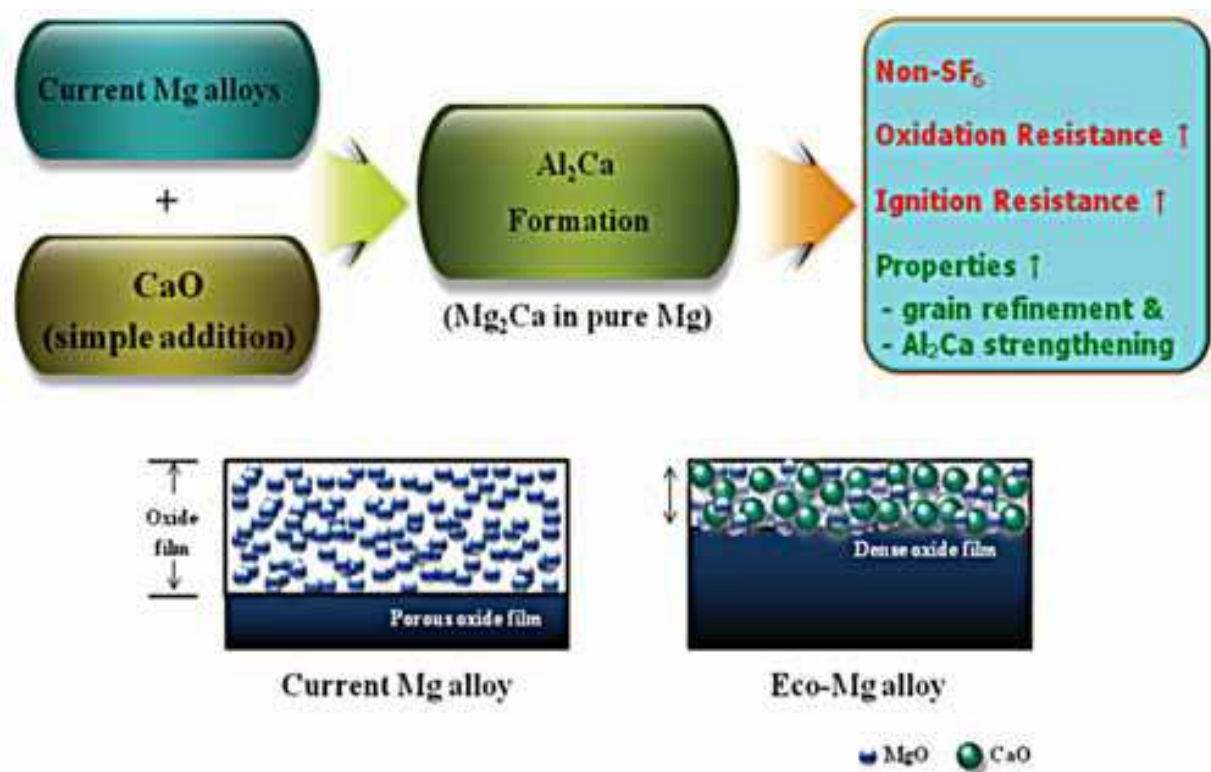 Current Mg alloys
+
CaO
(simple addition)
Al₂Ca
Formation
(Mg₂Ca in pure Mg)
Non-SF₆
Oxidation Resistance ↑
Ignition Resistance ↑
Properties ↑
- grain refinement &
- Al₂Ca strengthening
Oxide
film
Porous oxide film
Current Mg alloy
Dense oxide film
Eco-Mg alloy
MgO CaO